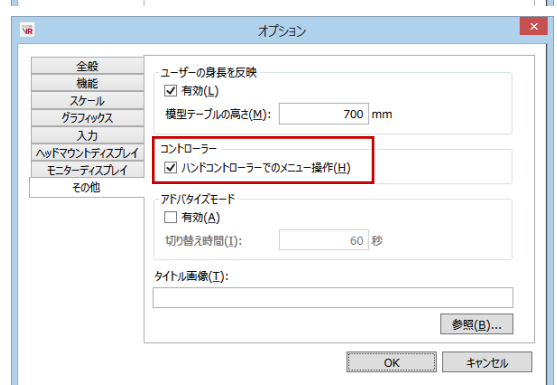 VR
オプション
全般
機能
スケール
グラフィックス
入力
ヘッドマウントディスプレイ
モニターディスプレイ
その他
ユーザーの身長を反映
有効(L)
模型テーブルの高さ(M): 700 mm
コントローラー
ハンドコントローラーでのメニュー操作(H)
アドバタイズモード
有効(A)
切り替え時間(I): 60 秒
タイトル画像(T):
参照(B)...
OK キャンセル